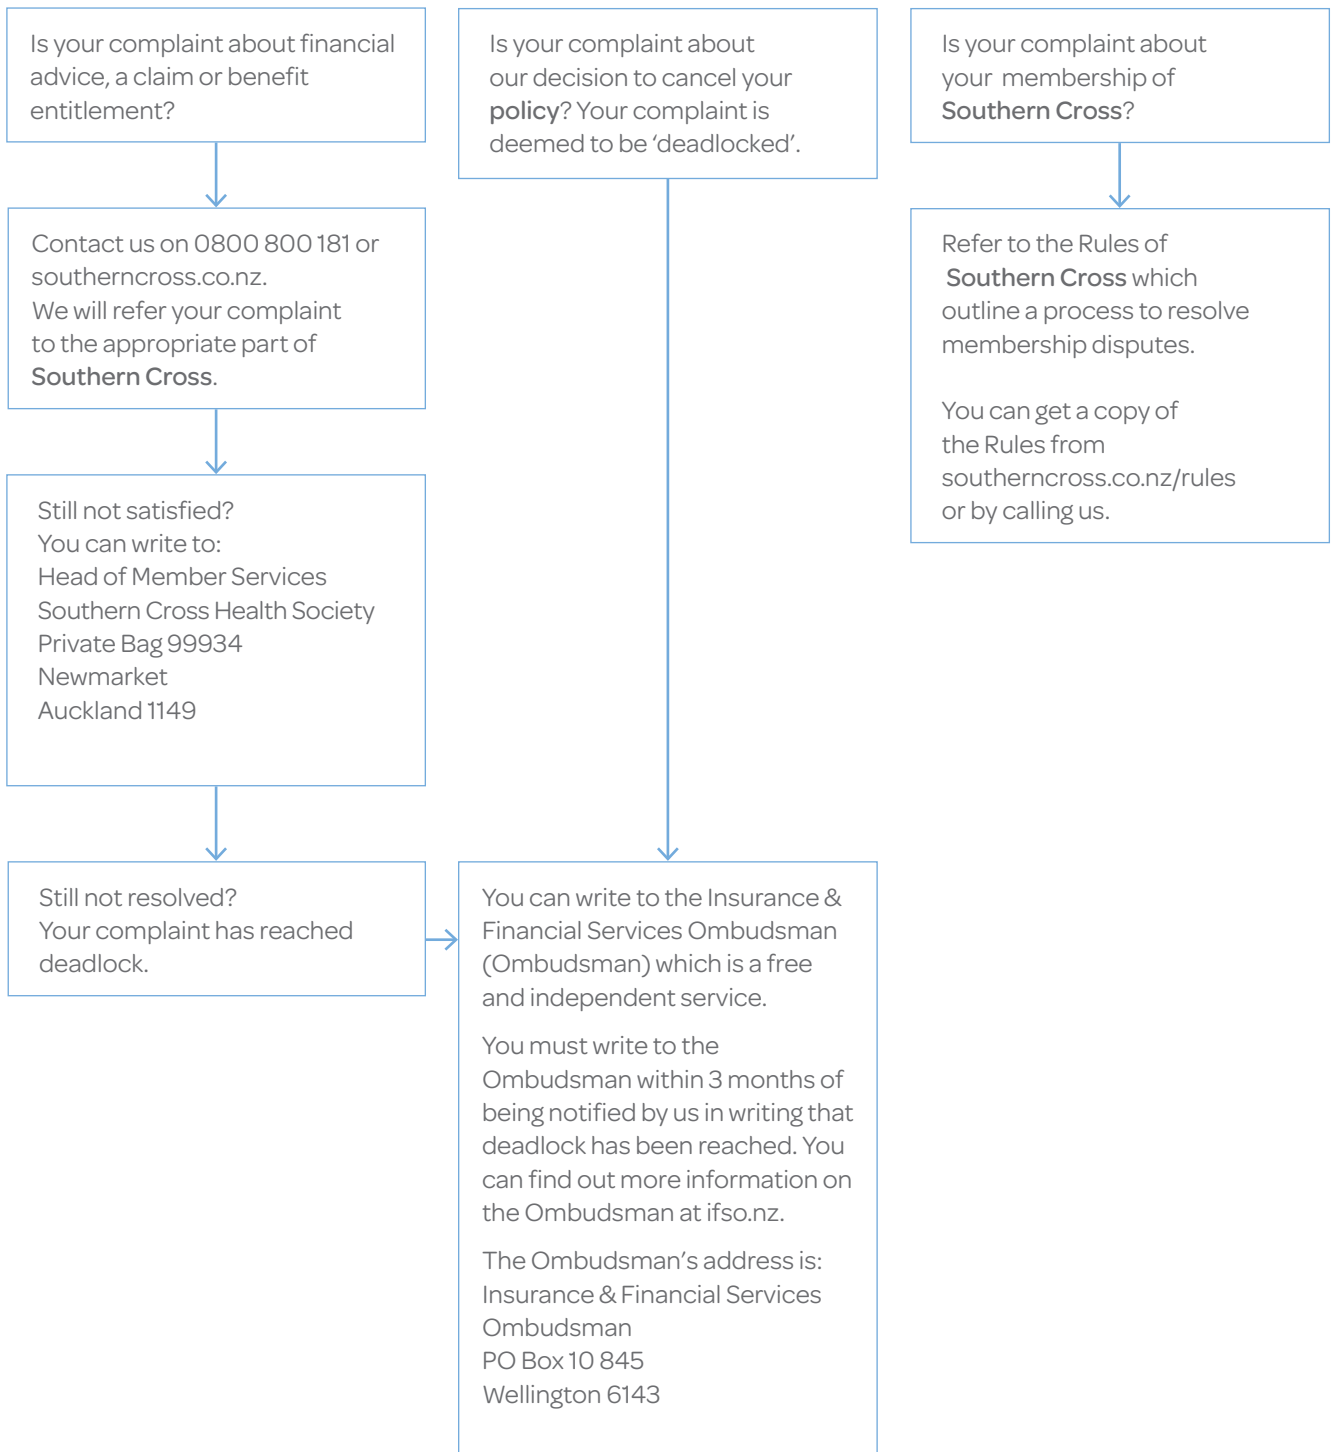 Is your complaint about financial
advice, a claim or benefit
entitlement?
Contact us on 0800 800 181 or
southerncross.co.nz.
We will refer your complaint
to the appropriate part of
Southern Cross.
Still not satisfied?
You can write to:
Head of Member Services
Southern Cross Health Society
Private Bag 99934
Newmarket
Auckland 1149
Still not resolved?
Your complaint has reached
deadlock.
Is your complaint about
our decision to cancel your
policy? Your complaint is
deemed to be ‘deadlocked’.
You can write to the Insurance &
Financial Services Ombudsman
(Ombudsman) which is a free
and independent service.
You must write to the
Ombudsman within 3 months of
being notified by us in writing that
deadlock has been reached. You
can find out more information on
the Ombudsman at ifso.nz.
The Ombudsman’s address is:
Insurance & Financial Services
Ombudsman
PO Box 10 845
Wellington 6143
Is your complaint about
your membership of
Southern Cross?
Refer to the Rules of
Southern Cross which
outline a process to resolve
membership disputes.
You can get a copy of
the Rules from
southerncross.co.nz/rules
or by calling us.